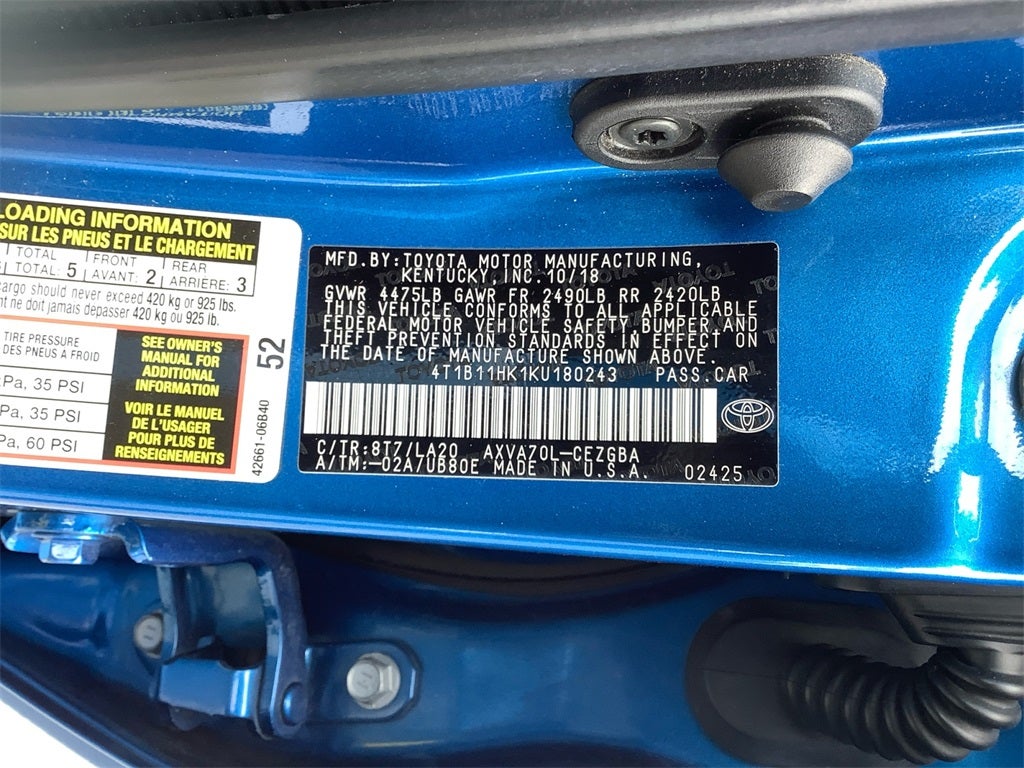 LOADING INFORMATION
SUR LES PNEUS ET LE CHARGEMENT
TOTAL FRONT REAR
TOTAL: 5 AVANT: 2 ARRIÈRE: 3
cargo should never exceed 420 kg or 925 lbs.
ne doit jamais dépasser 420 kg ou 925 lb.
TIRE PRESSURE
DES PNEUS A FROID
kPa, 35 PSI
kPa, 35 PSI
kPa, 60 PSI
SEE OWNER'S
MANUAL FOR
ADDITIONAL
INFORMATION
VOIR LE MANUEL
DE L'USAGER
POUR PLUS DE
RENSEIGNEMENTS
52
42661-06B40
MFD.BY:TOYOTA MOTOR MANUFACTURING,
KENTUCKY, INC. 10/18
GVWR 4475LB GAWR FR 2490LB RR 2420LB
THIS VEHICLE CONFORMS TO ALL APPLICABLE
FEDERAL MOTOR VEHICLE SAFETY,BUMPER,AND
THEFT PREVENTION STANDARDS IN EFFECT ON
THE DATE OF MANUFACTURE SHOWN ABOVE.
4T1B11HK1KU180243 PASS.CAR
C/TR:8T7/LA20 AXVA70L-CEZGBA
A/TM:-02A/UB80E MADE IN U.S.A. 02425